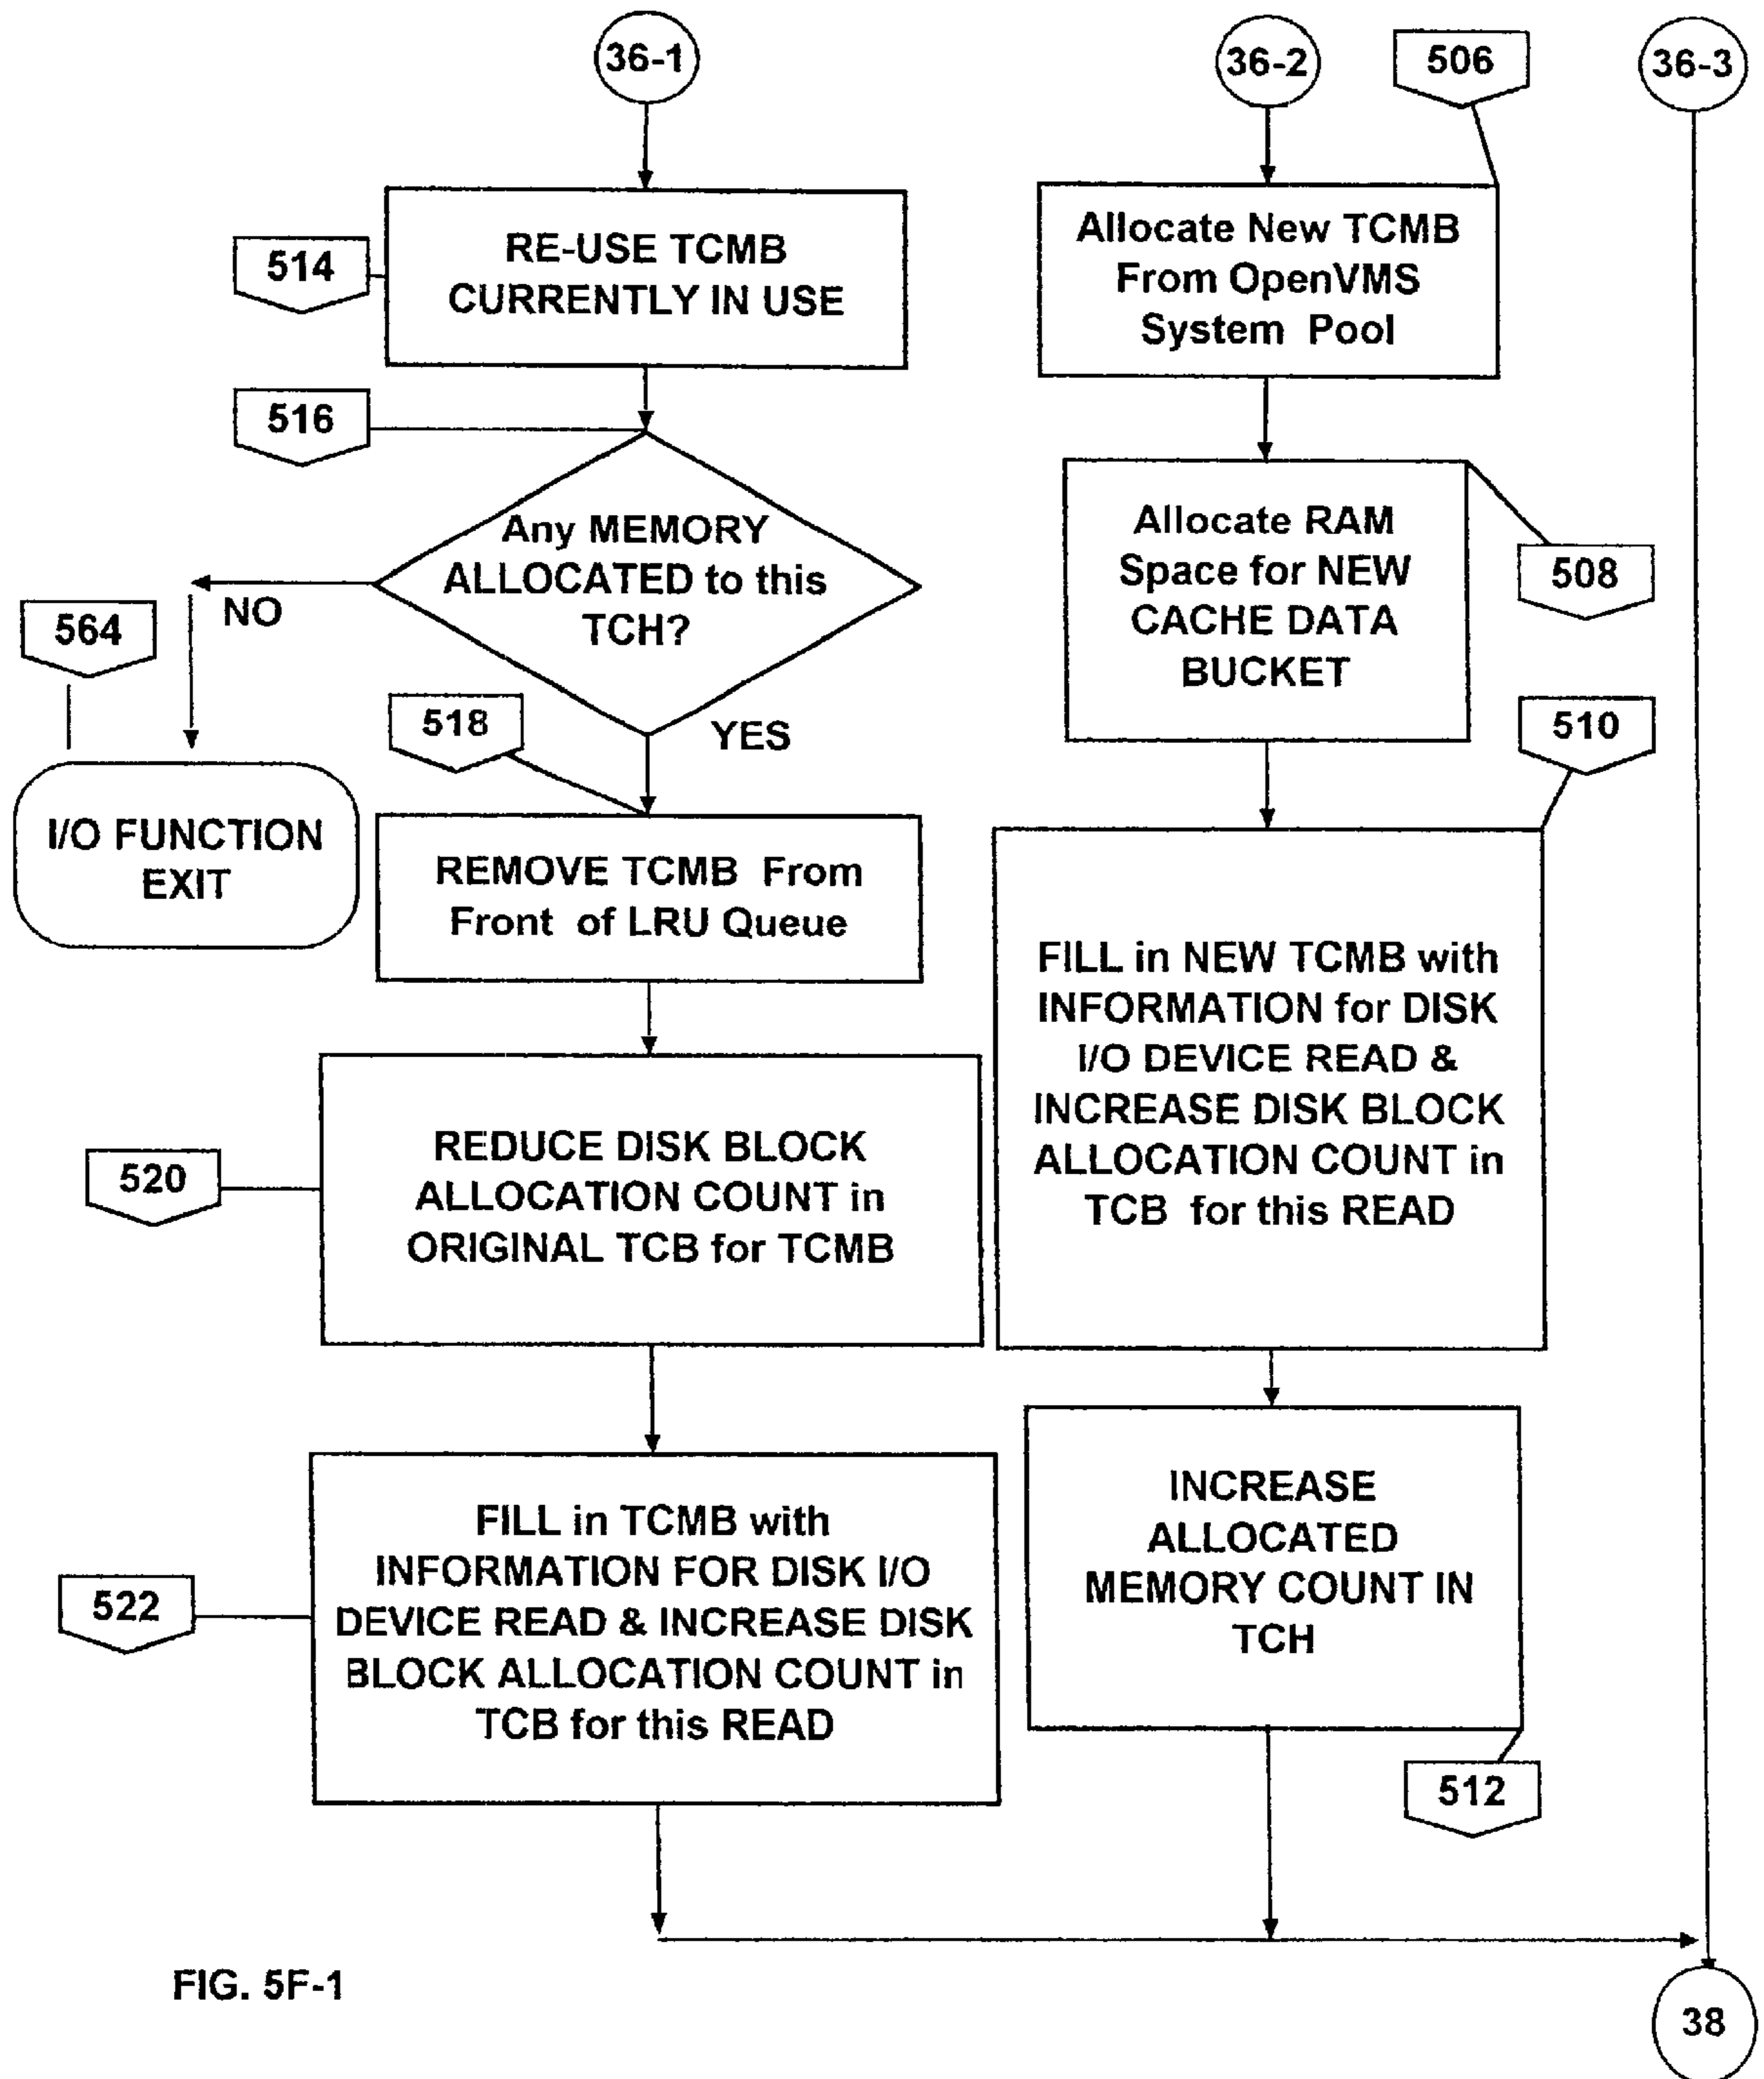 36-1
36-2
506
36-3
514
RE-USE TCMB
CURRENTLY IN USE
Allocate New TCMB
From OpenVMS
System Pool
516
Any MEMORY
ALLOCATED to this
TCH?
NO
YES
564
I/O FUNCTION
EXIT
Allocate RAM
Space for NEW
CACHE DATA
BUCKET
508
518
REMOVE TCMB From
Front of LRU Queue
510
FILL in NEW TCMB with
INFORMATION for DISK
I/O DEVICE READ &
INCREASE DISK BLOCK
ALLOCATION COUNT in
TCB for this READ
520
REDUCE DISK BLOCK
ALLOCATION COUNT in
ORIGINAL TCB for TCMB
522
FILL in TCMB with
INFORMATION FOR DISK I/O
DEVICE READ & INCREASE DISK
BLOCK ALLOCATION COUNT in
TCB for this READ
INCREASE
ALLOCATED
MEMORY COUNT IN
TCH
512
FIG. 5F-1
38